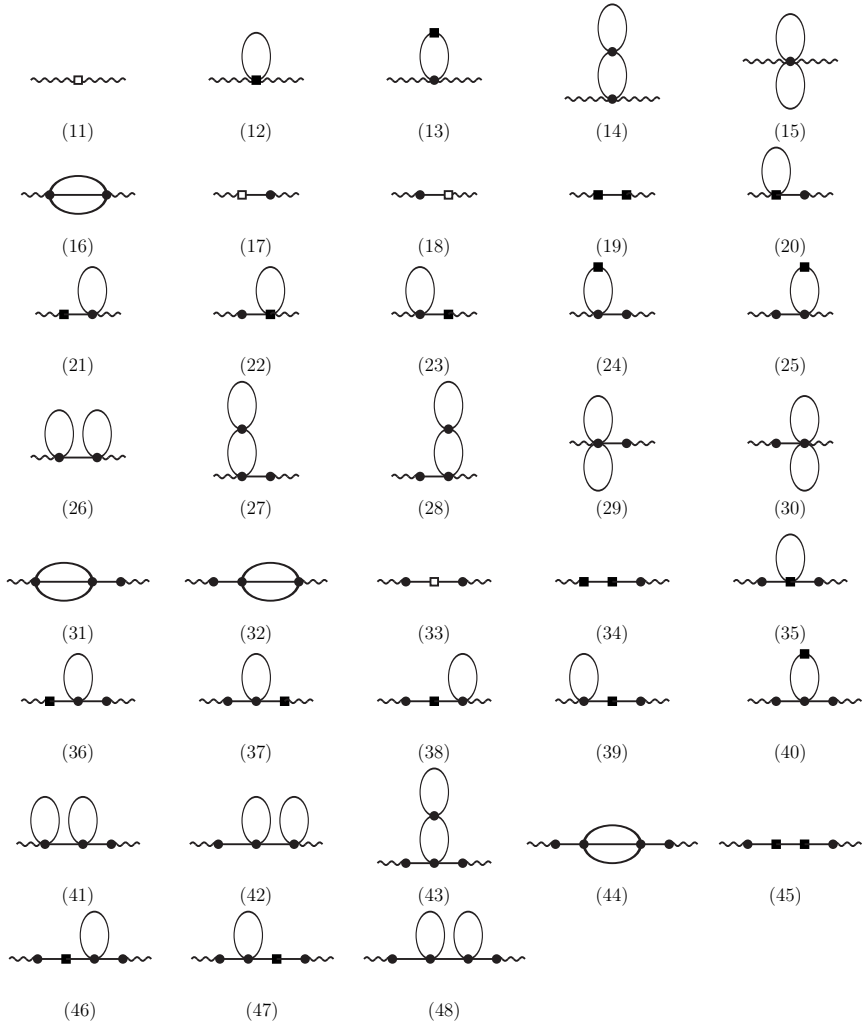 (11) (12) (13) (14) (15)
(16) (17) (18) (19) (20)
(21) (22) (23) (24) (25)
(26) (27) (28) (29) (30)
(31) (32) (33) (34) (35)
(36) (37) (38) (39) (40)
(41) (42) (43) (44) (45)
(46) (47) (48)